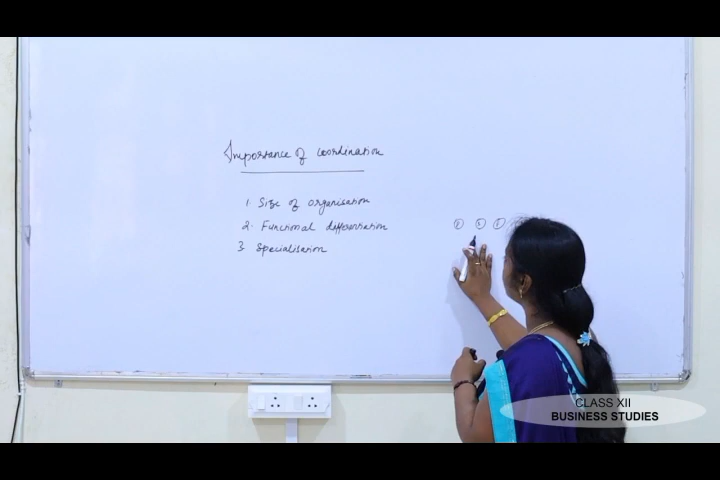 Importance of coordination
1. Size of organisation
2. Functional differentiation
3 Specialisation
CLASS XII
BUSINESS STUDIES